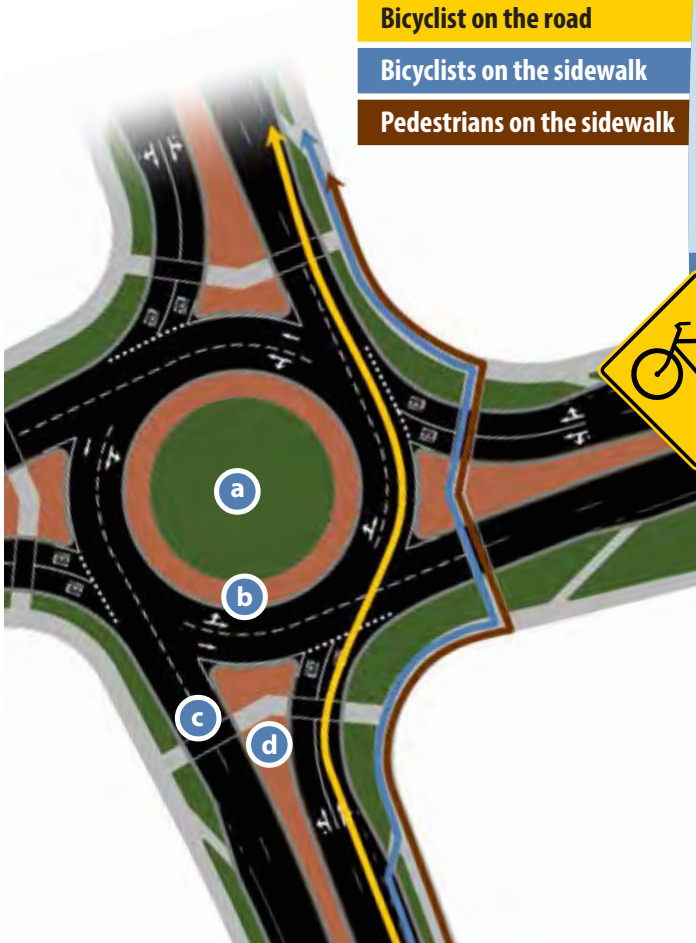 Bicyclist on the road
Bicyclists on the sidewalk
Pedestrians on the sidewalk
a
b
c
d